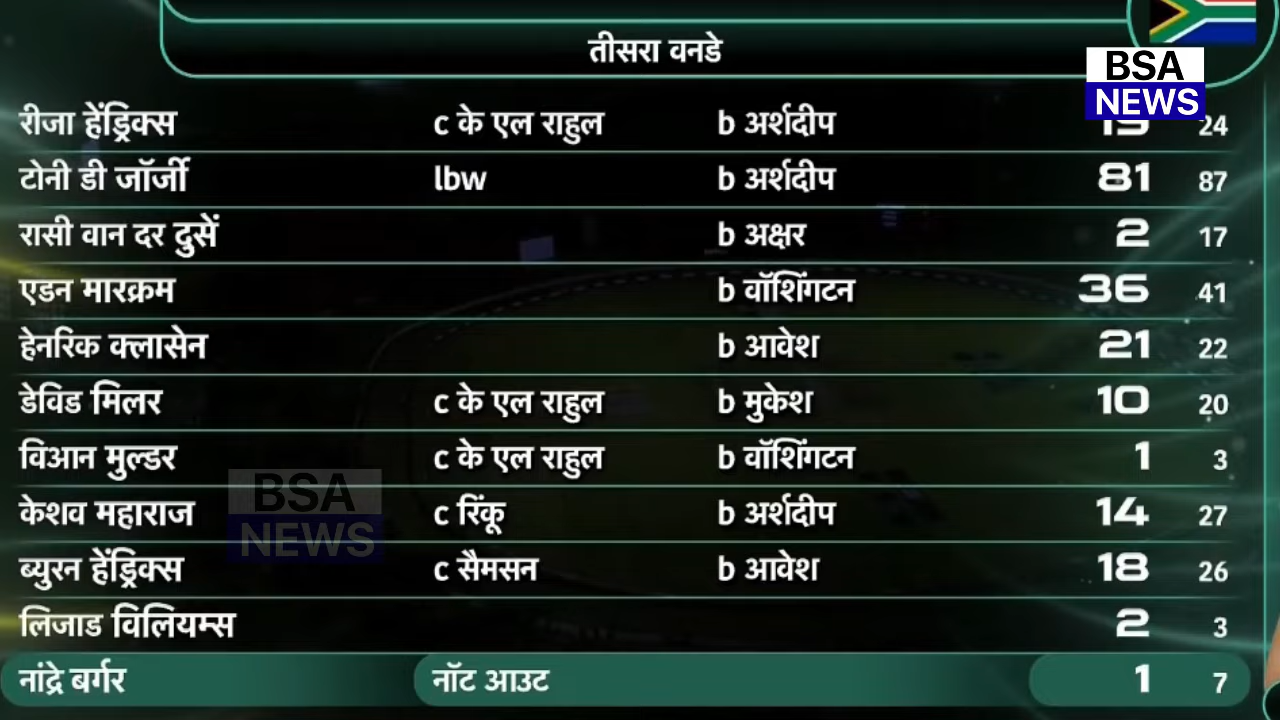 तीसरा वनडे
BSA
NEWS
रीजा हेंड्रिक्स c के एल राहुल b अर्शदीप 19 24
टोनी डी जॉर्जी lbw b अर्शदीप 81 87
रासी वान दर दुसें b अक्षर 2 17
एडन मारक्रम b वॉशिंगटन 36 41
हेनरिक क्लासेन b आवेश 21 22
डेविड मिलर c के एल राहुल b मुकेश 10 20
विआन मुल्डर c के एल राहुल b वॉशिंगटन 1 3
BSA
NEWS
केशव महाराज c रिंकू b अर्शदीप 14 27
ब्युरन हेंड्रिक्स c सैमसन b आवेश 18 26
लिजाड विलियम्स 2 3
नांद्रे बर्गर नॉट आउट 1 7